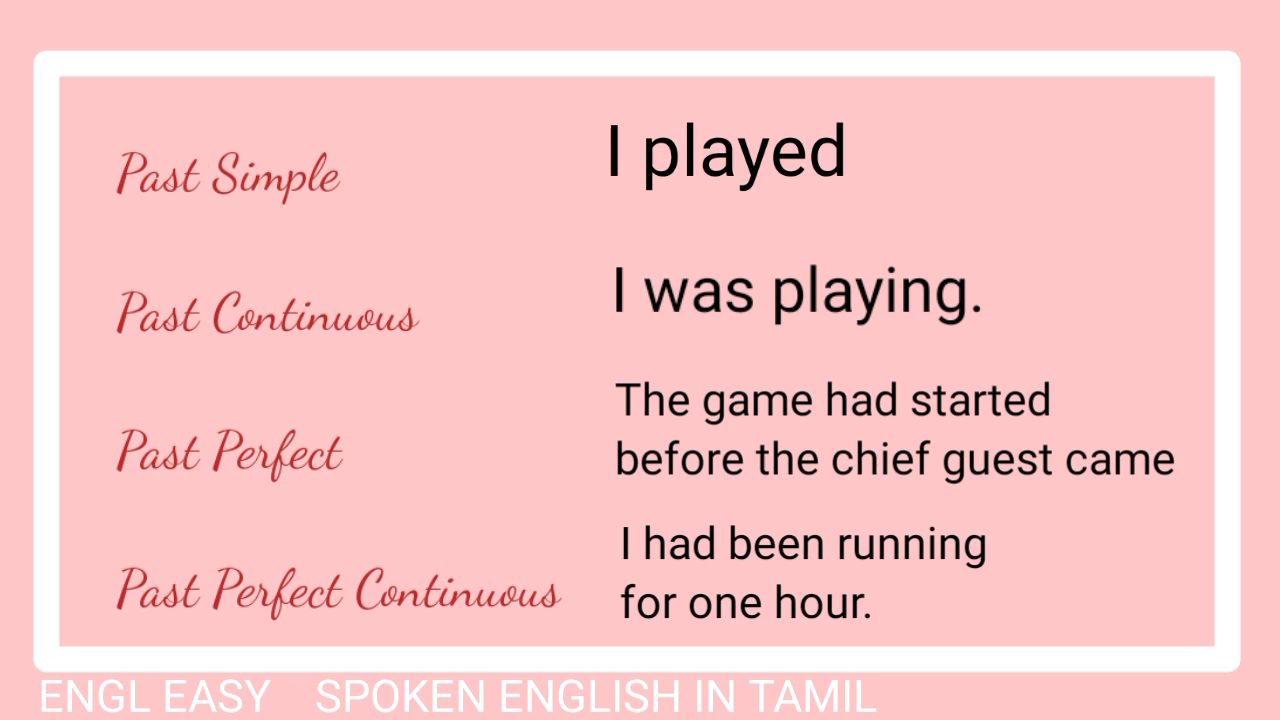 Past Simple
I played
Past Continuous
I was playing.
Past Perfect
The game had started
before the chief guest came
Past Perfect Continuous
I had been running
for one hour.
ENGL EASY SPOKEN ENGLISH IN TAMIL